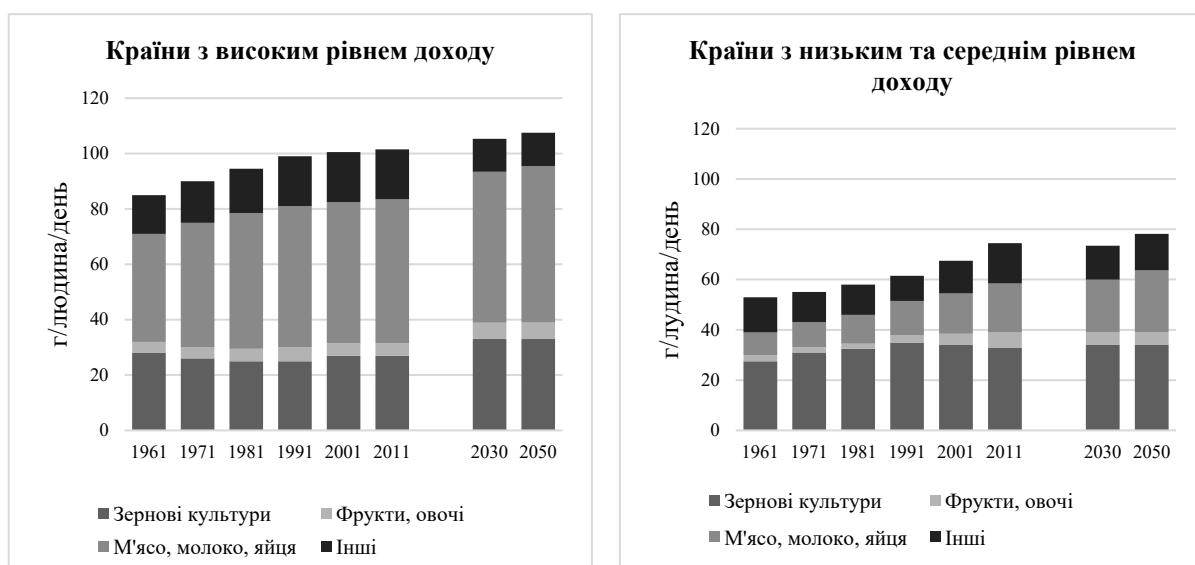 Країни з високим рівнем доходу
120
100
80
60
40
20
0
г/людина/день
1961 1971 1981 1991 2001 2011 2030 2050
Зернові культури Фрукти, овочі
М'ясо, молоко, яйця Інші
Країни з низьким та середнім рівнем
доходу
120
100
80
60
40
20
0
г/лудина/день
1961 1971 1981 1991 2001 2011 2030 2050
Зернові культури Фрукти, овочі
М'ясо, молоко, яйця Інші